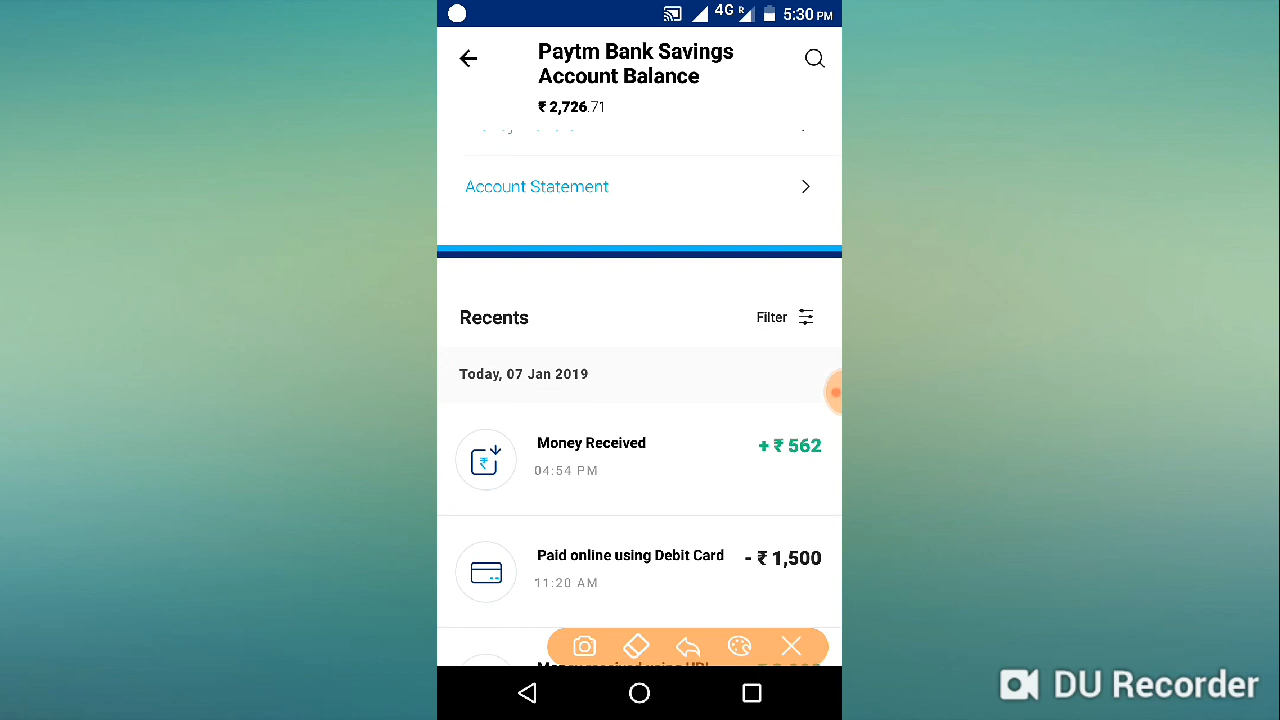 4G R 5:30 PM
Paytm Bank Savings
Account Balance
₹ 2,726.71
Account Statement
Recents
Filter
Today, 07 Jan 2019
Money Received
+ ₹ 562
04:54 PM
Paid online using Debit Card
- ₹ 1,500
11:20 AM
DU Recorder